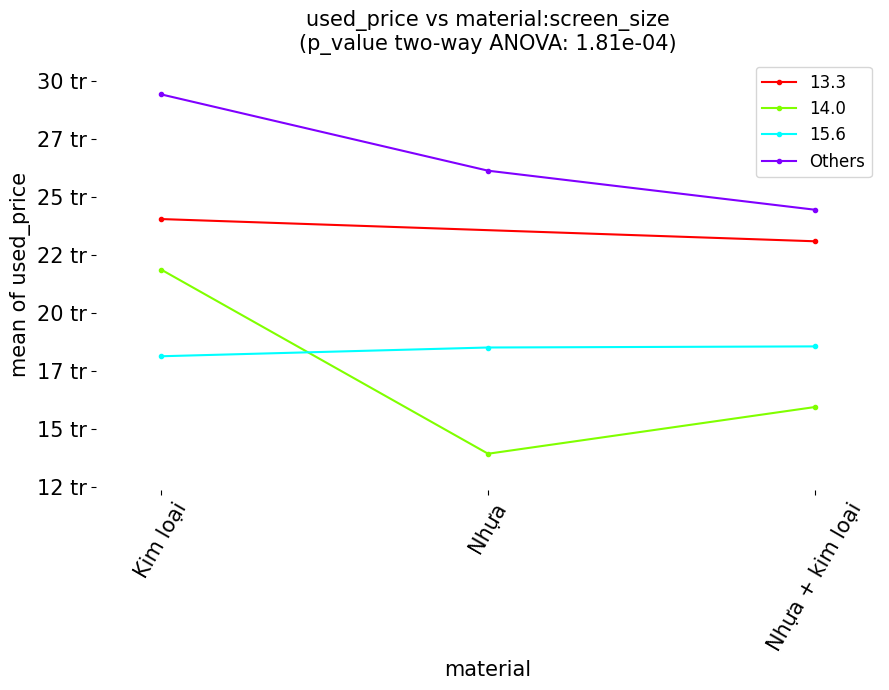 used_price vs material:screen_size
(p_value two-way ANOVA: 1.81e-04)
13.3
14.0
15.6
Others
mean of used_price
30 tr
27 tr
25 tr
22 tr
20 tr
17 tr
15 tr
12 tr
Kim loại
Nhựa
Nhựa + kim loại
material